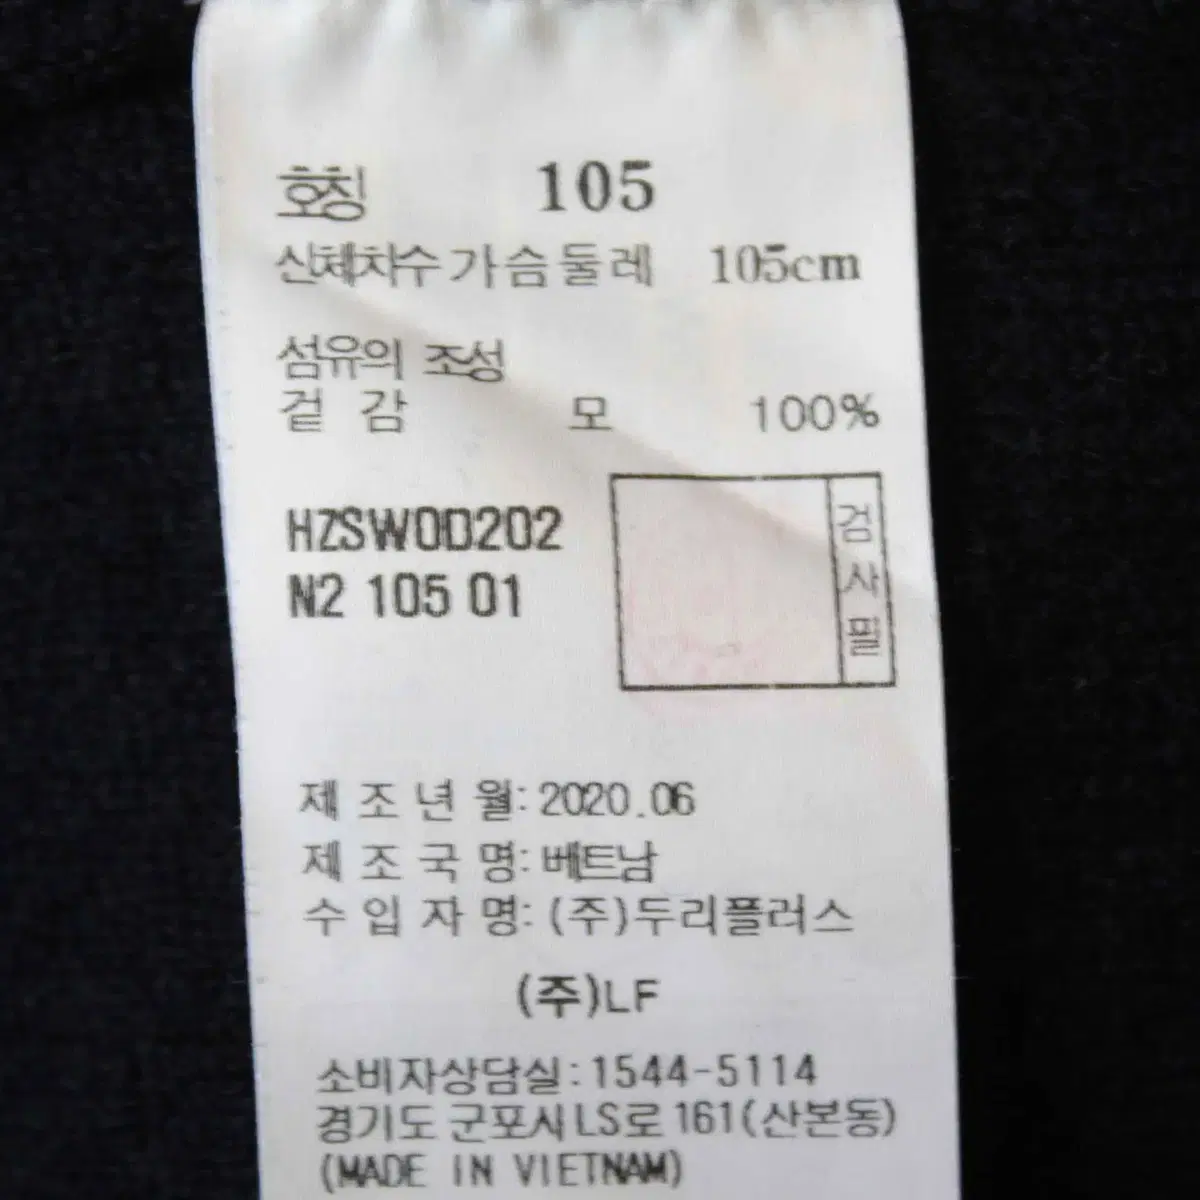 호칭 105
신체치수 가슴둘레 105cm
섬유의 조성
겉 감 모 100%
HZSW0D202
N2 105 01
검사필
제 조 년 월: 2020.06
제 조 국 명: 베트남
수 입 자 명: (주)두리플러스
(주)LF
소비자상담실: 1544-5114
경기도 군포시 LS로 161(산본동)
(MADE IN VIETNAM)